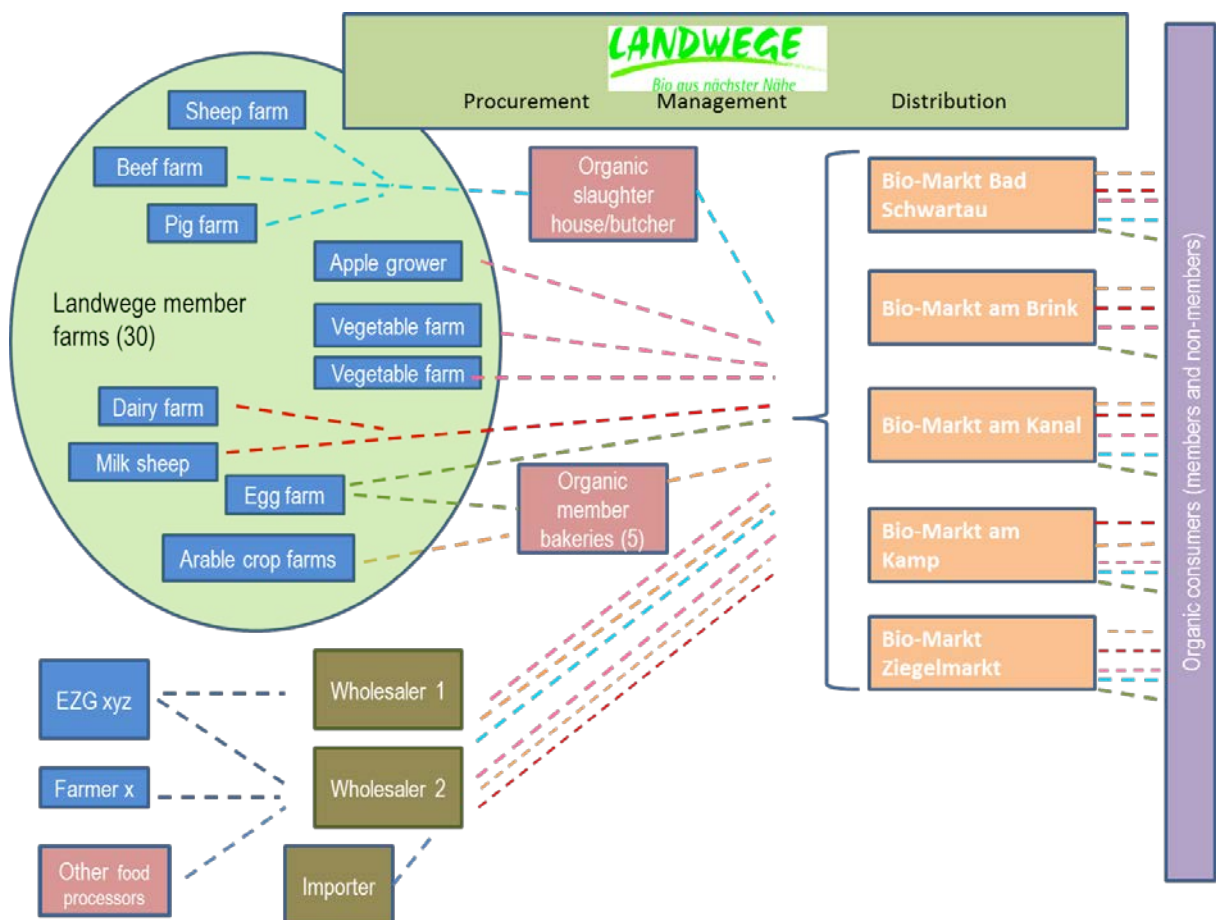 LANDWEGE
Bio aus nächster Nähe
Procurement Management Distribution
Sheep farm
Beef farm
Pig farm
Apple grower
Landwege member
farms (30)
Vegetable farm
Vegetable farm
Dairy farm
Milk sheep
Egg farm
Arable crop farms
Organic
slaughter
house/butcher
Organic
member
bakeries (5)
Bio-Markt Bad
Schwartau
Bio-Markt am Brink
Bio-Markt am Kanal
Bio-Markt am
Kamp
Bio-Markt
Ziegelmarkt
Organic consumers (members and non-members)
EZG xyz
Farmer x
Other food
processors
Wholesaler 1
Wholesaler 2
Importer